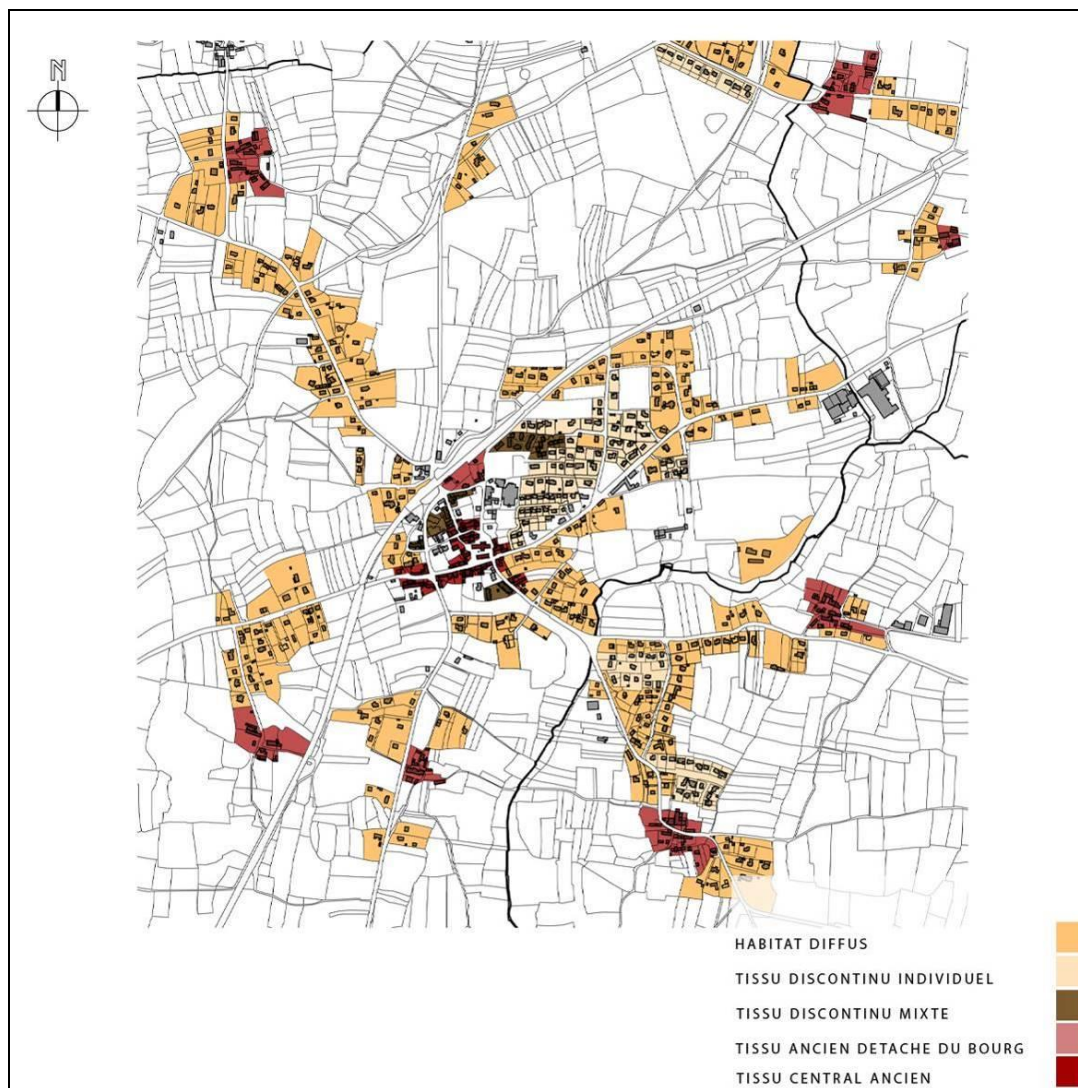 N
HABITAT DIFFUS
TISSU DISCONTINU INDIVIDUEL
TISSU DISCONTINU MIXTE
TISSU ANCIEN DETACHE DU BOURG
TISSU CENTRAL ANCIEN